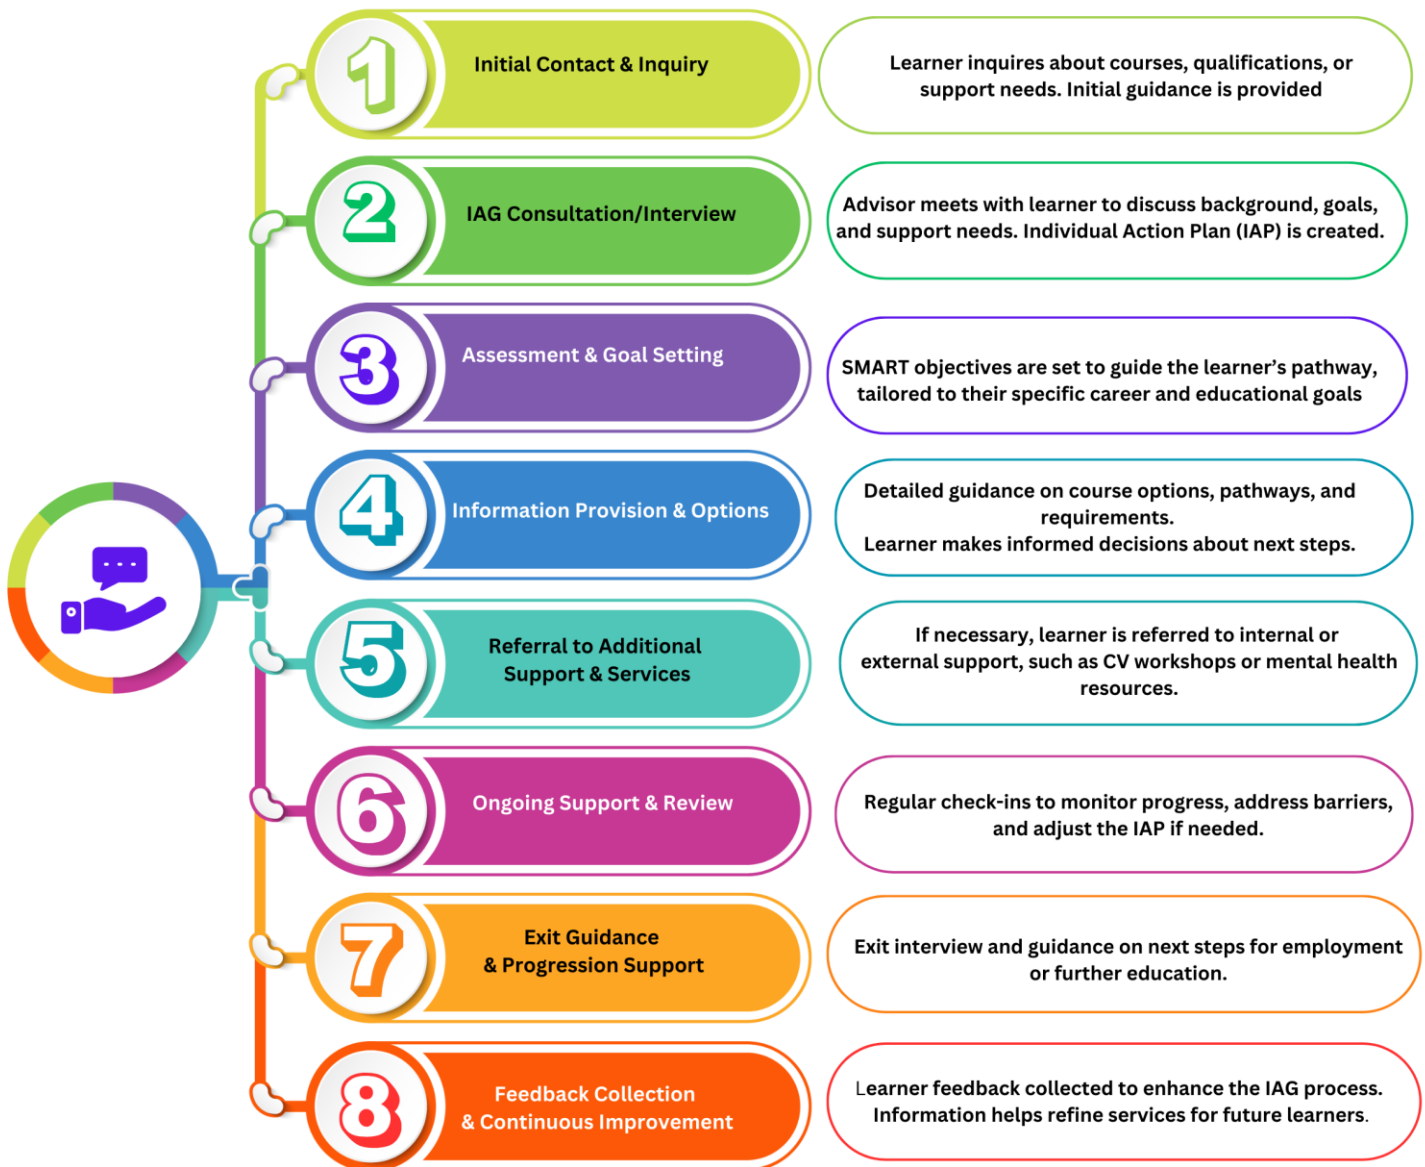 1
Initial Contact & Inquiry
Learner inquires about courses, qualifications, or
support needs. Initial guidance is provided
2
IAG Consultation/Interview
Advisor meets with learner to discuss background, goals,
and support needs. Individual Action Plan (IAP) is created.
3
Assessment & Goal Setting
SMART objectives are set to guide the learner’s pathway,
tailored to their specific career and educational goals
4
Information Provision & Options
Detailed guidance on course options, pathways, and
requirements.
Learner makes informed decisions about next steps.
5
Referral to Additional
Support & Services
If necessary, learner is referred to internal or
external support, such as CV workshops or mental health
resources.
6
Ongoing Support & Review
Regular check-ins to monitor progress, address barriers,
and adjust the IAP if needed.
7
Exit Guidance
& Progression Support
Exit interview and guidance on next steps for employment
or further education.
8
Feedback Collection
& Continuous Improvement
Learner feedback collected to enhance the IAG process.
Information helps refine services for future learners.